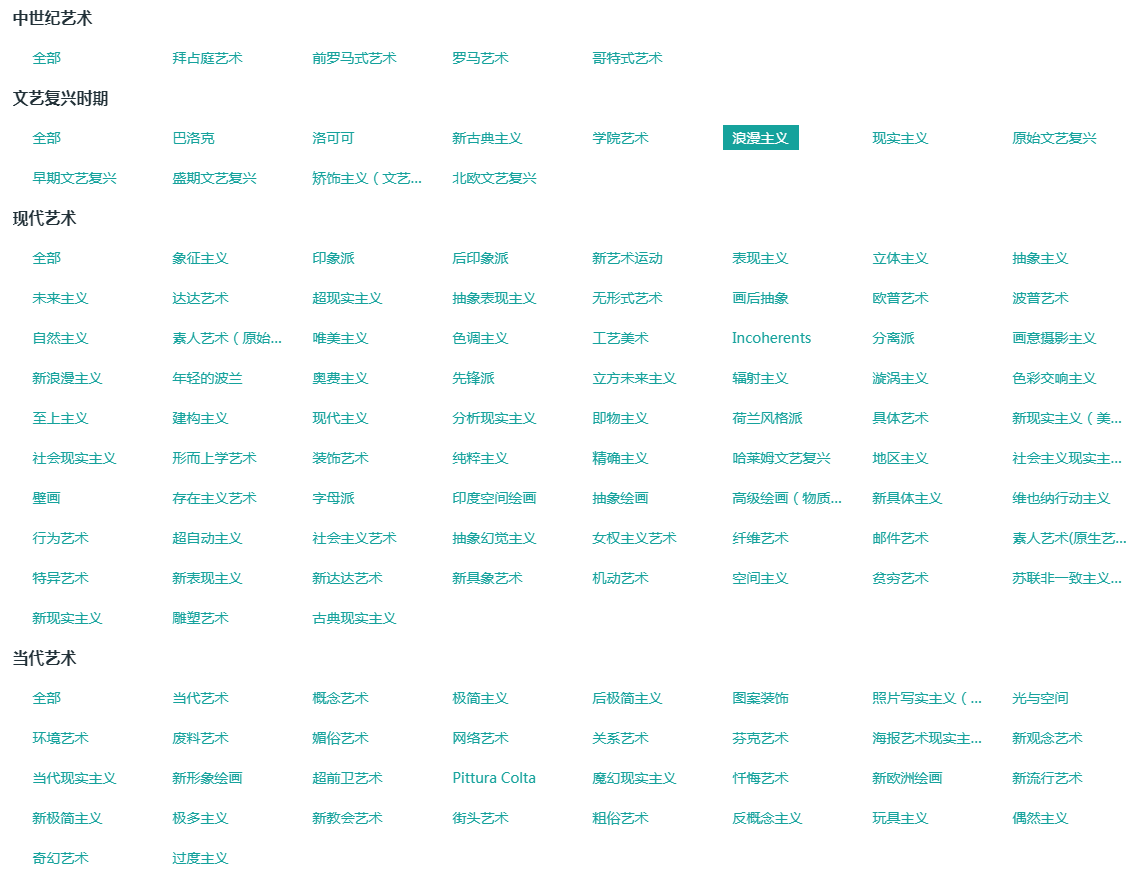 中世纪艺术
全部 拜占庭艺术 前罗马式艺术 罗马艺术 哥特式艺术
文艺复兴时期
全部 巴洛克 洛可可 新古典主义 学院艺术 浪漫主义 现实主义 原始文艺复兴
早期文艺复兴 盛期文艺复兴 矫饰主义（文艺... 北欧文艺复兴
现代艺术
全部 象征主义 印象派 后印象派 新艺术运动 表现主义 立体主义 抽象主义
未来主义 达达艺术 超现实主义 抽象表现主义 无形式艺术 画后抽象 欧普艺术 波普艺术
自然主义 素人艺术（原始... 唯美主义 色调主义 工艺美术 Incoherents 分离派 画意摄影主义
新浪漫主义 年轻的波兰 奥费主义 先锋派 立方未来主义 辐射主义 漩涡主义 色彩交响主义
至上主义 建构主义 现代主义 分析现实主义 即物主义 荷兰风格派 具体艺术 新现实主义（美...
社会现实主义 形而上学艺术 装饰艺术 纯粹主义 精确主义 哈莱姆文艺复兴 地区主义 社会主义现实主...
壁画 存在主义艺术 字母派 印度空间绘画 抽象绘画 高级绘画（物质... 新具体主义 维也纳行动主义
行为艺术 超自动主义 社会主义艺术 抽象幻觉主义 女权主义艺术 纤维艺术 邮件艺术 素人艺术(原生艺...
特异艺术 新表现主义 新达达艺术 新具象艺术 机动艺术 空间主义 贫穷艺术 苏联非一致主义...
新现实主义 雕塑艺术 古典现实主义
当代艺术
全部 当代艺术 概念艺术 极简主义 后极简主义 图案装饰 照片写实主义（... 光与空间
环境艺术 废料艺术 媚俗艺术 网络艺术 关系艺术 芬克艺术 海报艺术现实主... 新观念艺术
当代现实主义 新形象绘画 超前卫艺术 Pittura Colta 魔幻现实主义 忏悔艺术 新欧洲绘画 新流行艺术
新极简主义 极多主义 新教会艺术 街头艺术 粗俗艺术 反概念主义 玩具主义 偶然主义
奇幻艺术 过度主义